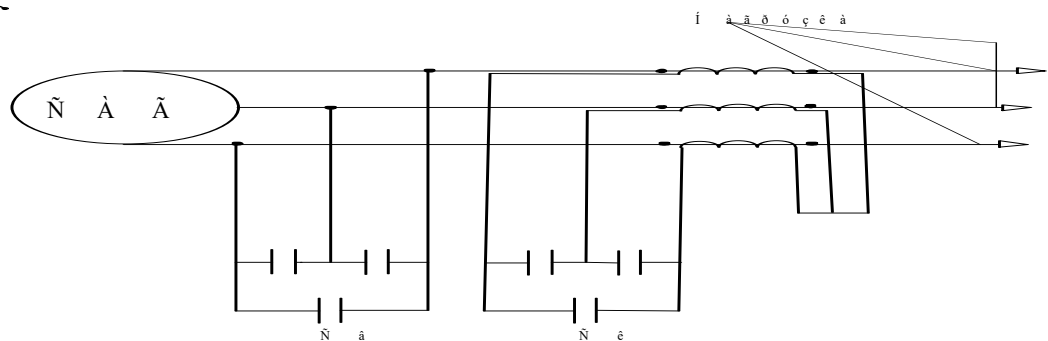 Í à ã ð ó ç ê à
Ñ À Ã
Ñ â
Ñ ê